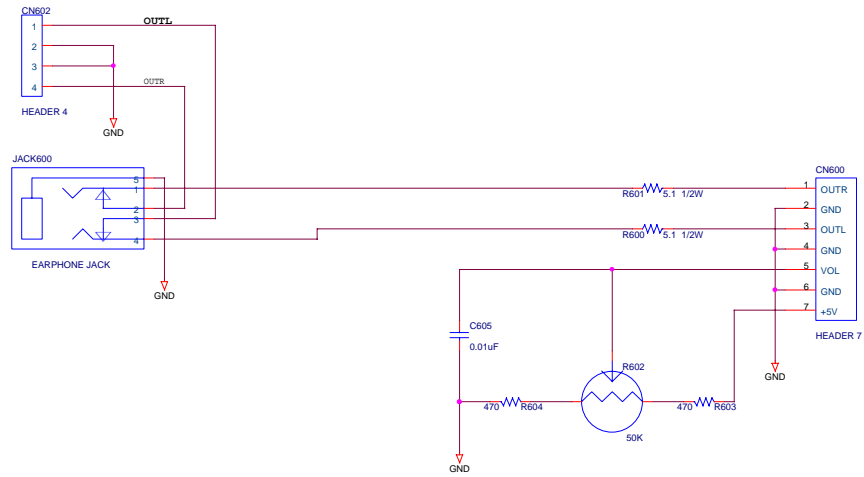 CN602
1
OUTL
2
3
4
OUTR
HEADER 4
GND
JACK600
5
1
2
3
4
EARPHONE JACK
GND
R601 5.1 1/2W
R600 5.1 1/2W
CN600
1 OUTR
2 GND
3 OUTL
4 GND
5 VOL
6 GND
7 +5V
HEADER 7
GND
C605
0.01uF
R602
470 R604
470 R603
50K
GND